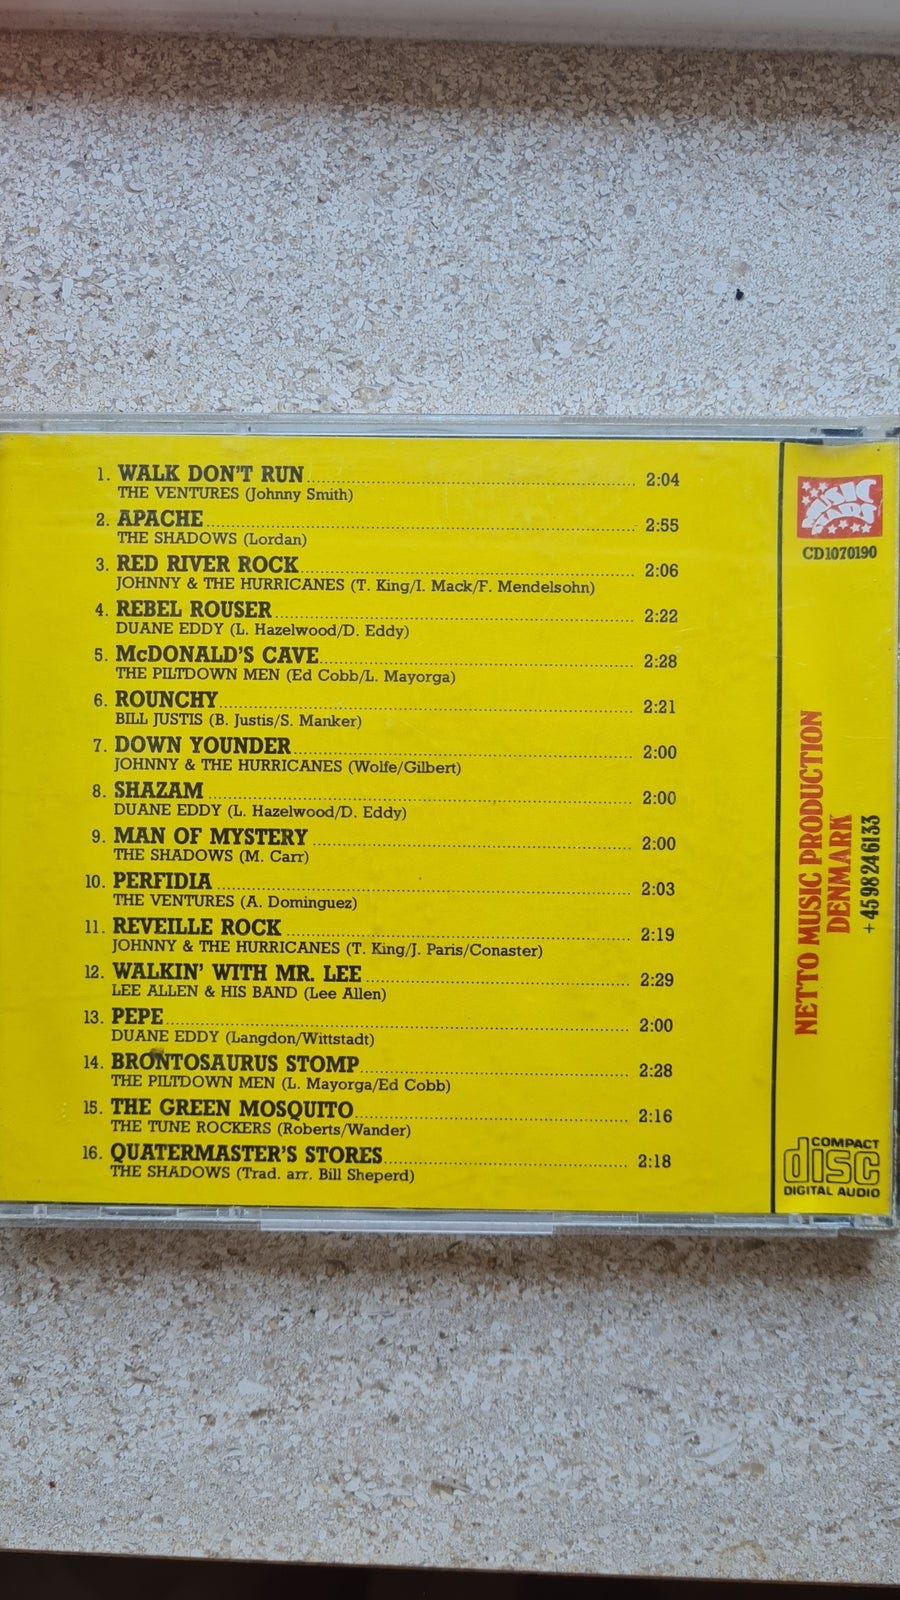 1. WALK DON'T RUN........ 2:04
THE VENTURES (Johnny Smith)
2. APACHE........ 2:55
THE SHADOWS (Lordan)
3. RED RIVER ROCK........ 2:06
JOHNNY & THE HURRICANES (T. King/I. Mack/F. Mendelsohn)
4. REBEL ROUSER........ 2:22
DUANE EDDY (L. Hazelwood/D. Eddy)
5. McDONALD'S CAVE........ 2:28
THE PILTDOWN MEN (Ed Cobb/L. Mayorga)
6. ROUNCHY........ 2:21
BILL JUSTIS (B. Justis/S. Manker)
7. DOWN YOUNDER........ 2:00
JOHNNY & THE HURRICANES (Wolfe/Gilbert)
8. SHAZAM........ 2:00
DUANE EDDY (L. Hazelwood/D. Eddy)
9. MAN OF MYSTERY........ 2:00
THE SHADOWS (M. Carr)
10. PERFIDIA........ 2:03
THE VENTURES (A. Dominguez)
11. REVEILLE ROCK........ 2:19
JOHNNY & THE HURRICANES (T. King/J. Paris/Conaster)
12. WALKIN' WITH MR. LEE........ 2:29
LEE ALLEN & HIS BAND (Lee Allen)
13. PEPE........ 2:00
DUANE EDDY (Langdon/Wittstadt)
14. BRONTOSAURUS STOMP........ 2:28
THE PILTDOWN MEN (L. Mayorga/Ed Cobb)
15. THE GREEN MOSQUITO........ 2:16
THE TUNE ROCKERS (Roberts/Wander)
16. QUATERMASTER'S STORES........ 2:18
THE SHADOWS (Trad. arr. Bill Sheperd)
MUSIC
STARS
CD1070190
NETTO MUSIC PRODUCTION
DENMARK
+45 98 24 61 33
COMPACT
disc
DIGITAL AUDIO